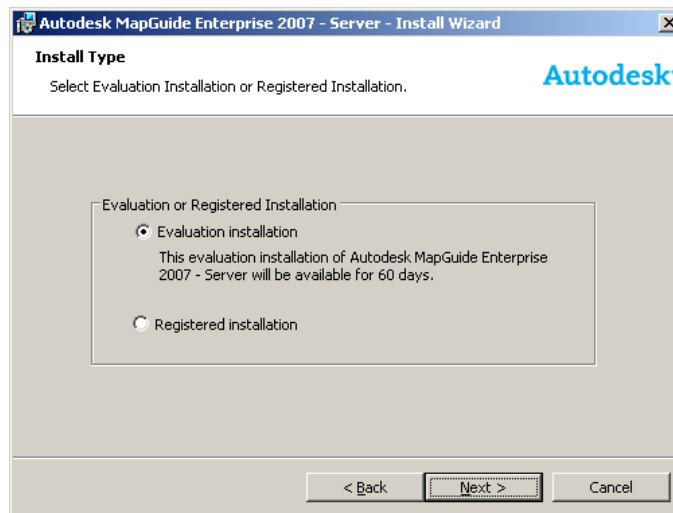 Autodesk MapGuide Enterprise 2007 - Server - Install Wizard
Install Type
Select Evaluation Installation or Registered Installation.
Autodesk
Evaluation or Registered Installation
Evaluation installation
This evaluation installation of Autodesk MapGuide Enterprise
2007 - Server will be available for 60 days.
Registered installation
< Back
Next >
Cancel